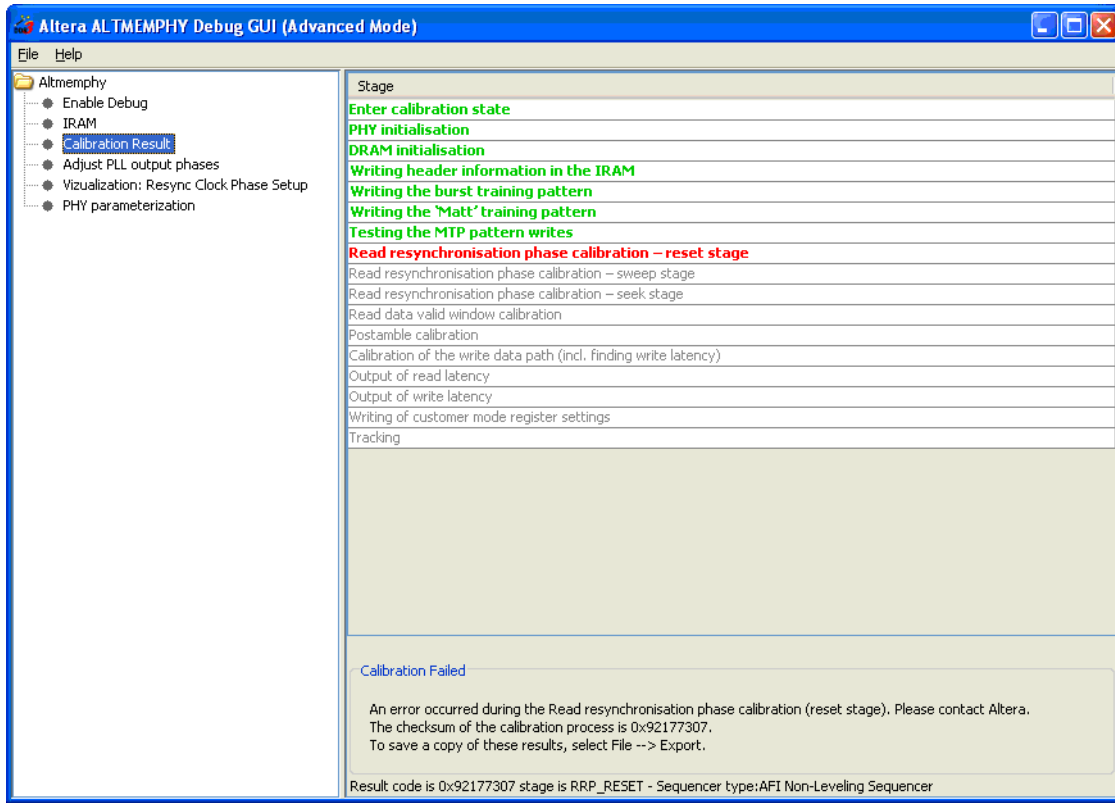 Altera ALTMEMPHY Debug GUI (Advanced Mode)
File Help
Altmemphy
Enable Debug
IRAM
Calibration Result
Adjust PLL output phases
Vizualization: Resync Clock Phase Setup
PHY parameterization
Stage
Enter calibration state
PHY initialisation
DRAM initialisation
Writing header information in the IRAM
Writing the burst training pattern
Writing the ‘Matt’ training pattern
Testing the MTP pattern writes
Read resynchronisation phase calibration – reset stage
Read resynchronisation phase calibration – sweep stage
Read resynchronisation phase calibration – seek stage
Read data valid window calibration
Postamble calibration
Calibration of the write data path (incl. finding write latency)
Output of read latency
Output of write latency
Writing of customer mode register settings
Tracking
Calibration Failed
An error occurred during the Read resynchronisation phase calibration (reset stage). Please contact Altera.
The checksum of the calibration process is 0x92177307.
To save a copy of these results, select File --> Export.
Result code is 0x92177307 stage is RRP_RESET - Sequencer type:AFI Non-Leveling Sequencer